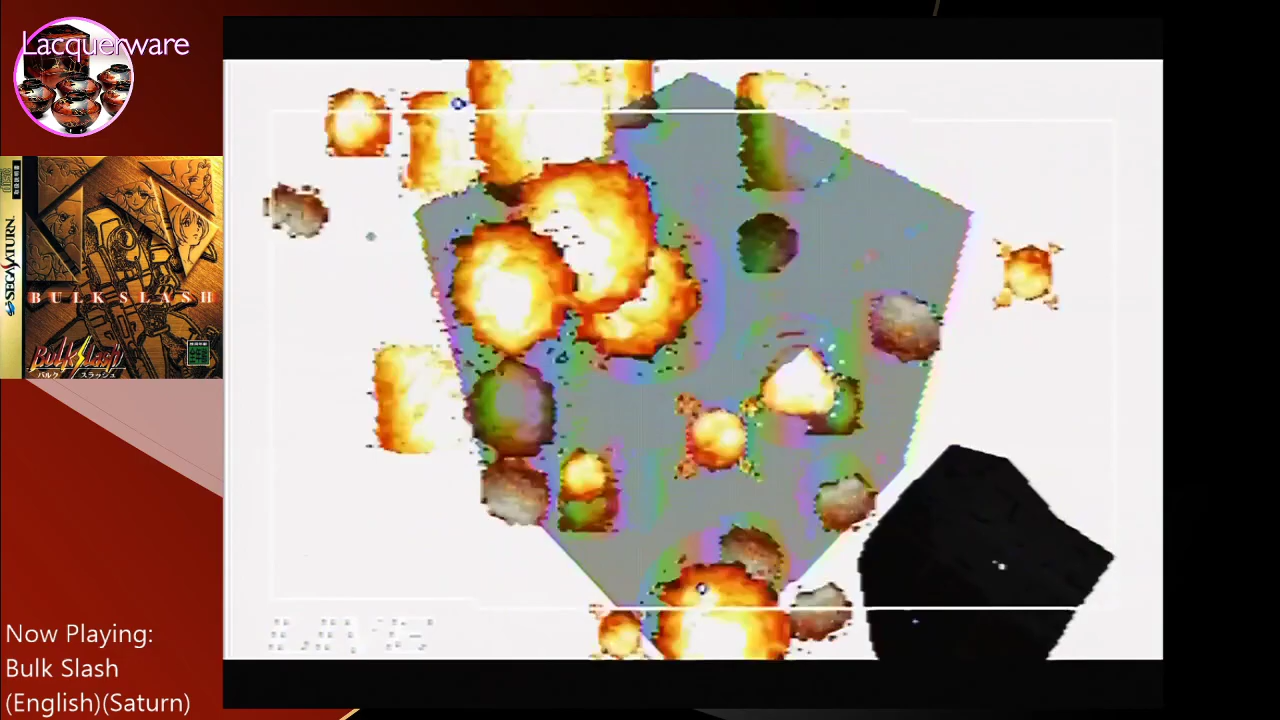 Lacquerware
SEGA SATURN
BULK SLASH
Bulk Slash
バルク スラッシュ
LIVE
Now Playing:
Bulk Slash
(English)(Saturn)